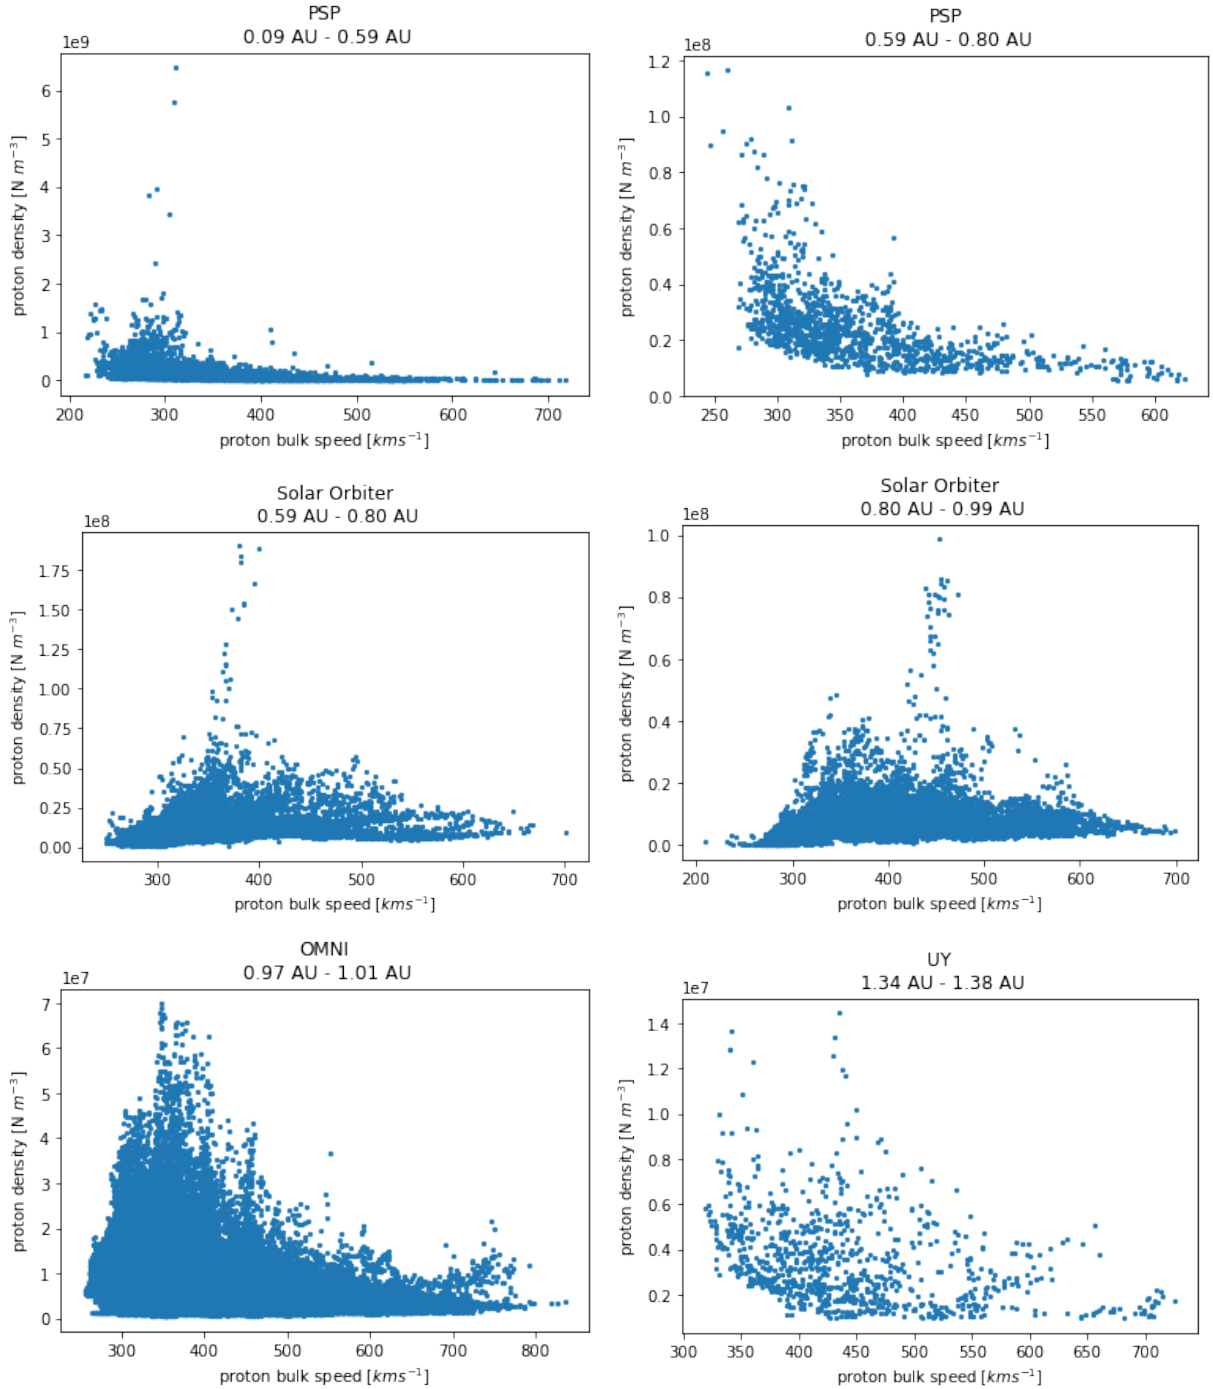 PSP
0.09 AU - 0.59 AU
1e9
6
5
4
3
2
1
0
proton density [N m⁻³]
200 300 400 500 600 700
proton bulk speed [kms⁻¹]
PSP
0.59 AU - 0.80 AU
1e8
1.2
1.0
0.8
0.6
0.4
0.2
0.0
proton density [N m⁻³]
250 300 350 400 450 500 550 600
proton bulk speed [kms⁻¹]
Solar Orbiter
0.59 AU - 0.80 AU
1e8
1.75
1.50
1.25
1.00
0.75
0.50
0.25
0.00
proton density [N m⁻³]
300 400 500 600 700
proton bulk speed [kms⁻¹]
Solar Orbiter
0.80 AU - 0.99 AU
1e8
1.0
0.8
0.6
0.4
0.2
0.0
proton density [N m⁻³]
200 300 400 500 600 700
proton bulk speed [kms⁻¹]
OMNI
0.97 AU - 1.01 AU
1e7
7
6
5
4
3
2
1
0
proton density [N m⁻³]
300 400 500 600 700 800
proton bulk speed [kms⁻¹]
UY
1.34 AU - 1.38 AU
1e7
1.4
1.2
1.0
0.8
0.6
0.4
0.2
proton density [N m⁻³]
300 350 400 450 500 550 600 650 700
proton bulk speed [kms⁻¹]